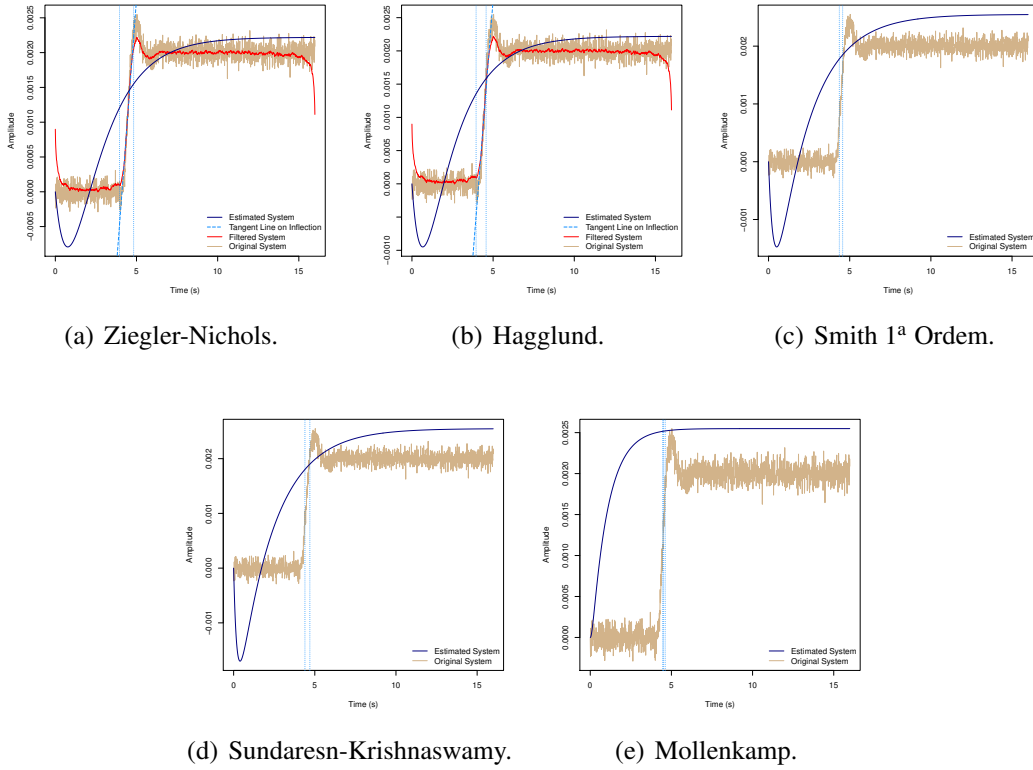 0.0025
0.0020
0.0015
0.0010
0.0005
0.0000
−0.0005
Amplitude
Estimated System
Tangent Line on Inflection
Filtered System
Original System
0 5 10 15
Time (s)
(a) Ziegler-Nichols.
0.0025
0.0020
0.0015
0.0010
0.0005
0.0000
−0.0010
Amplitude
Estimated System
Tangent Line on Inflection
Filtered System
Original System
0 5 10 15
Time (s)
(b) Hagglund.
0.002
0.001
0.000
−0.001
Amplitude
Estimated System
Original System
0 5 10 15
Time (s)
(c) Smith 1ª Ordem.
0.002
0.001
0.000
−0.001
Amplitude
Estimated System
Original System
0 5 10 15
Time (s)
(d) Sundaresn-Krishnaswamy.
0.0025
0.0020
0.0015
0.0010
0.0005
0.0000
Amplitude
Estimated System
Original System
0 5 10 15
Time (s)
(e) Mollenkamp.